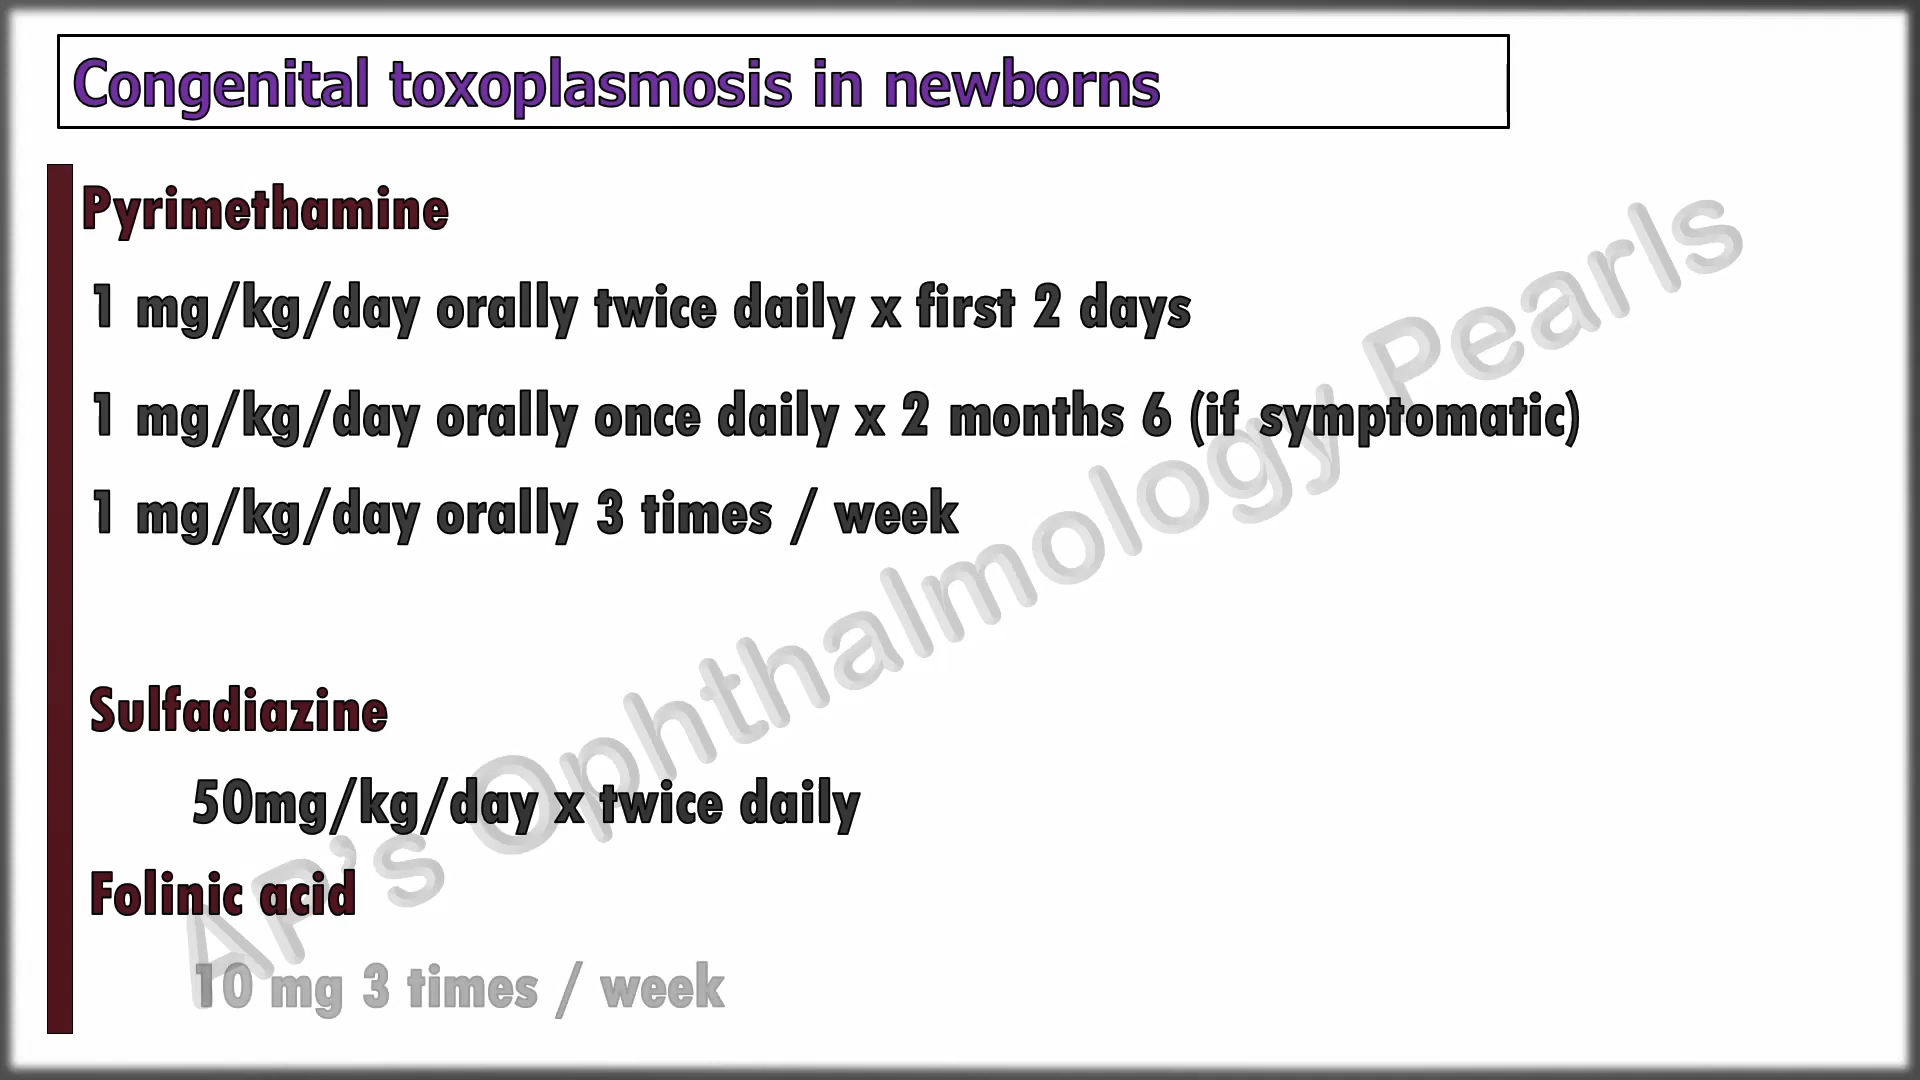 Congenital toxoplasmosis in newborns
Pyrimethamine
1 mg/kg/day orally twice daily x first 2 days
1 mg/kg/day orally once daily x 2 months 6 (if symptomatic)
1 mg/kg/day orally 3 times / week
Sulfadiazine
50mg/kg/day x twice daily
Folinic acid
10 mg 3 times / week
AP's Ophthalmology Pearls